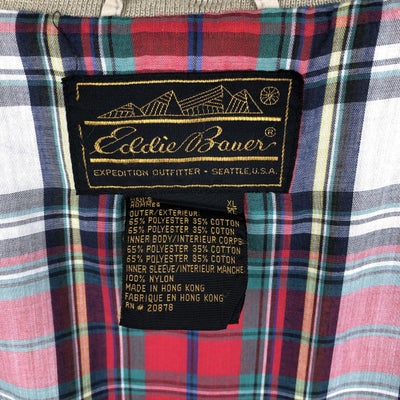 Eddie Bauer®
EXPEDITION OUTFITTER - SEATTLE, U.S.A.
MEN'S XL
HOMMES
OUTER/EXTERIEUR:
65% POLYESTER 35% COTTON
65% POLYESTER 35% COTON
INNER BODY/INTERIEUR CORPS
65% POLYESTER 35% COTTON
65% POLYESTER 35% COTON
INNER SLEEVE/INTERIEUR MANCHE
100% NYLON
MADE IN HONG KONG
FABRIQUE EN HONG KONG
RN # 20878